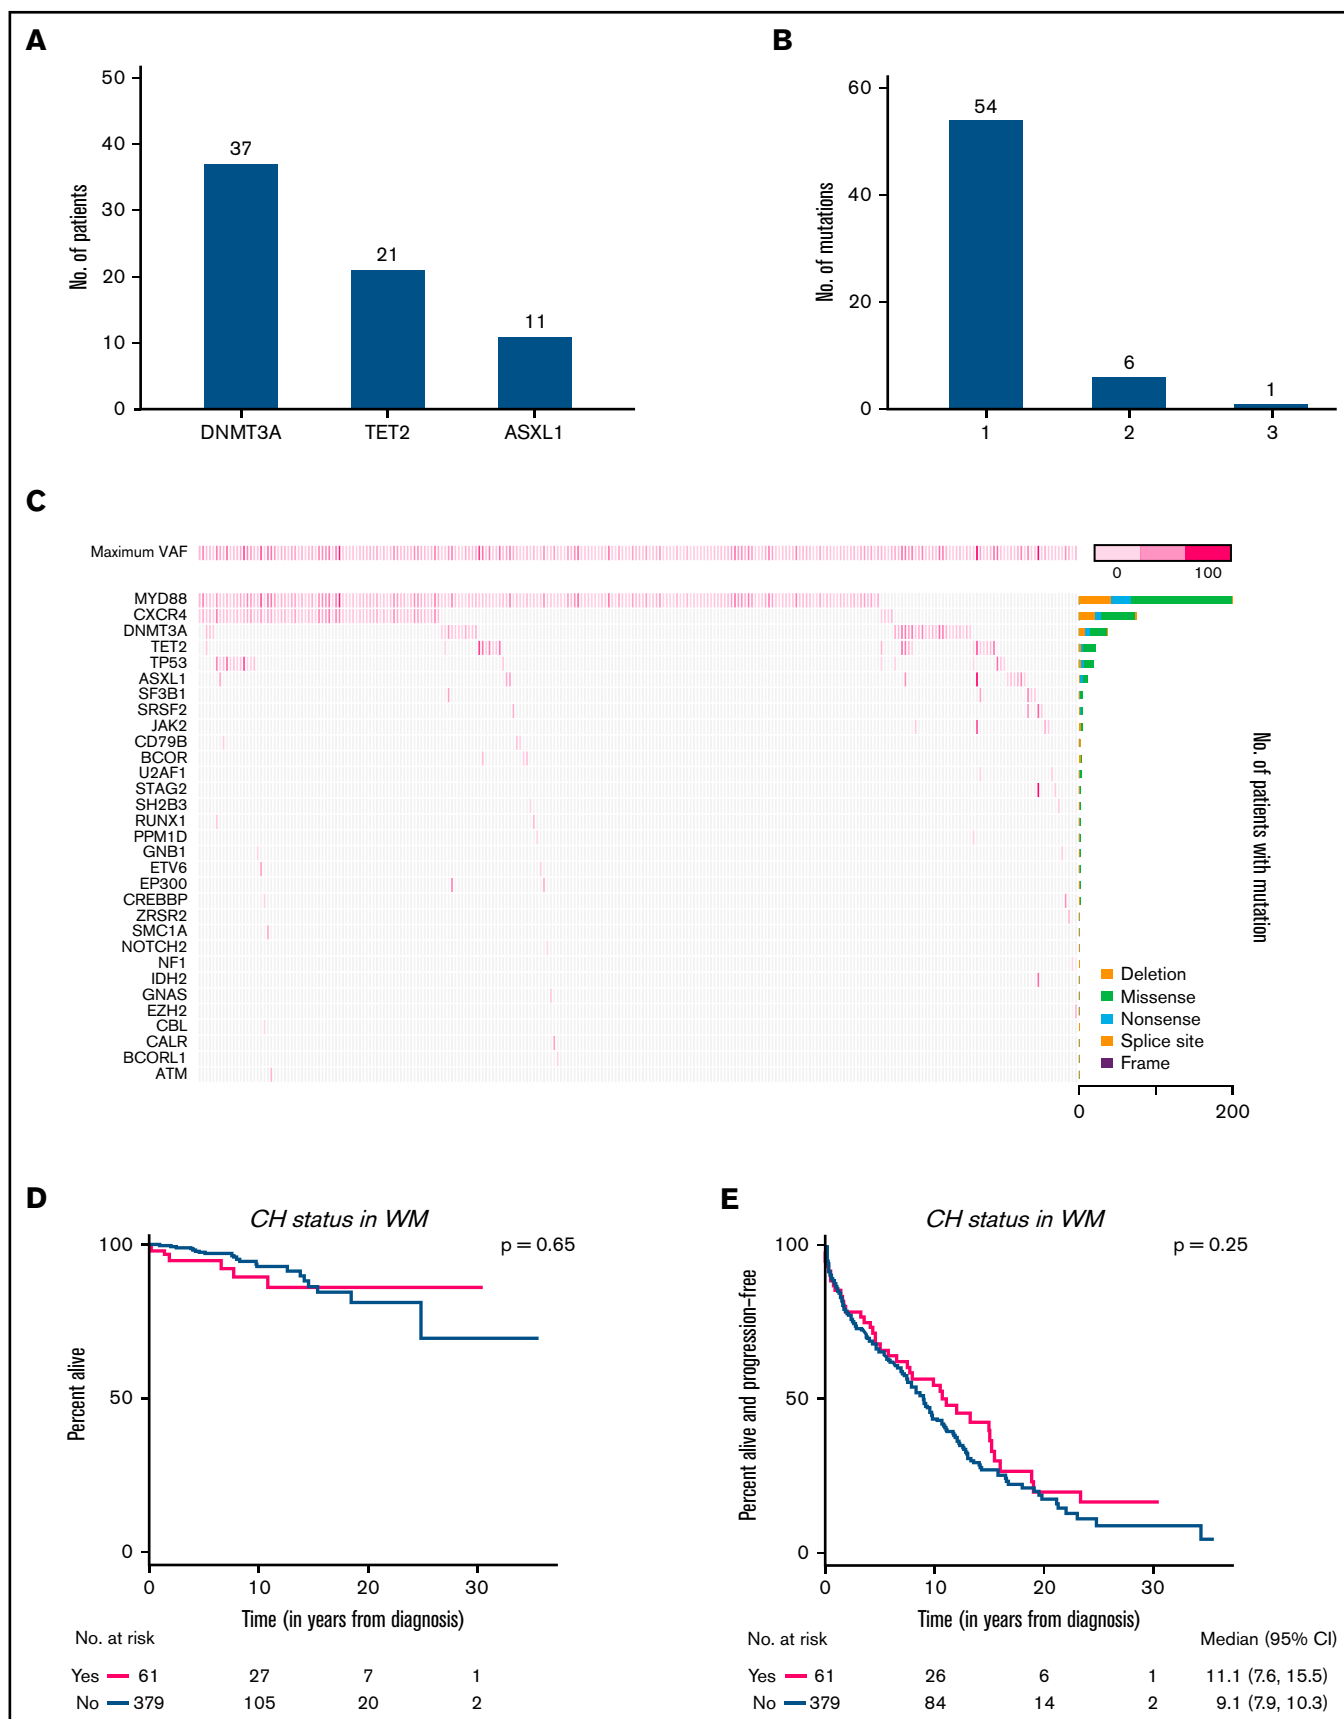 A
50
40
30
20
10
0
No. of patients
37
21
11
DNMT3A TET2 ASXL1
B
60
40
20
0
No. of mutations
54
6
1
1 2 3
C
Maximum VAF
0 100
MYD88
CXCR4
DNMT3A
TET2
TP53
ASXL1
SF3B1
SRSF2
JAK2
CD79B
BCOR
U2AF1
STAG2
SH2B3
RUNX1
PPM1D
GNB1
ETV6
EP300
CREBBP
ZRSR2
SMC1A
NOTCH2
NF1
IDH2
GNAS
EZH2
CBL
CALR
BCORL1
ATM
No. of patients with mutation
Deletion
Missense
Nonsense
Splice site
Frame
0 200
D
CH status in WM
p = 0.65
100
50
0
Percent alive
0 10 20 30
Time (in years from diagnosis)
No. at risk
Yes 61 27 7 1
No 379 105 20 2
E
CH status in WM
p = 0.25
100
50
0
Percent alive and progression–free
0 10 20 30
Time (in years from diagnosis)
No. at risk Median (95% CI)
Yes 61 26 6 1 11.1 (7.6, 15.5)
No 379 84 14 2 9.1 (7.9, 10.3)